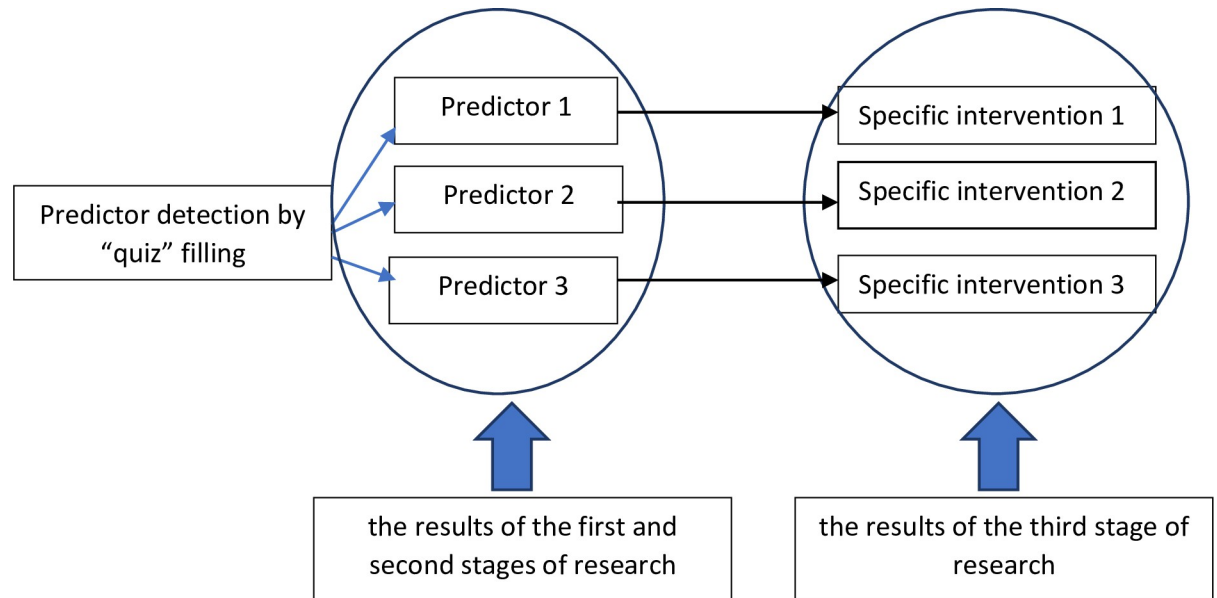 Predictor detection by
“quiz” filling
Predictor 1
Predictor 2
Predictor 3
Specific intervention 1
Specific intervention 2
Specific intervention 3
the results of the first and
second stages of research
the results of the third stage of
research